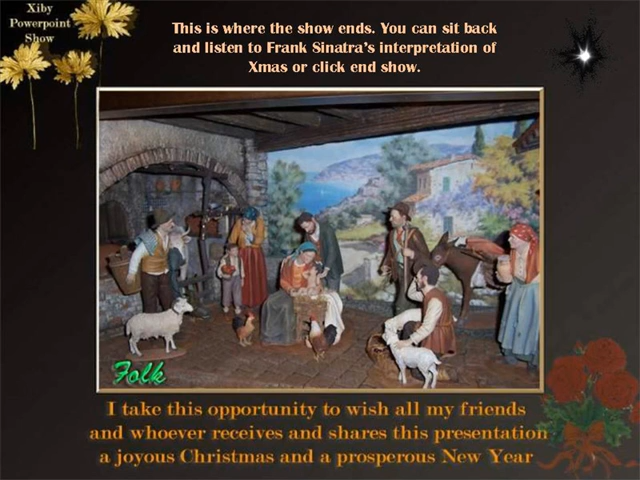 Xiby
Powerpoint
Show
This is where the show ends. You can sit back
and listen to Frank Sinatra's interpretation of
Xmas or click end show.
Folk
I take this opportunity to wish all my friends
and whoever receives and shares this presentation
a joyous Christmas and a prosperous New Year